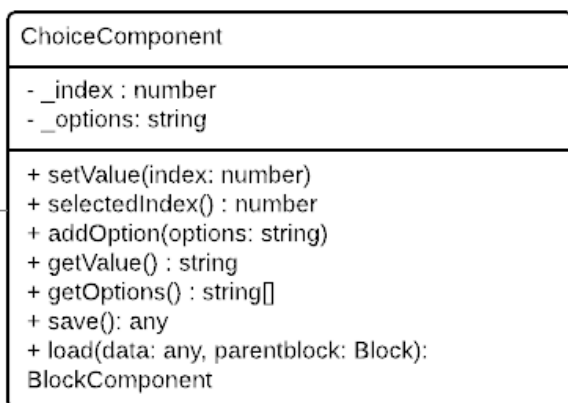 ChoiceComponent
- _index : number
- _options: string
+ setValue(index: number)
+ selectedIndex() : number
+ addOption(options: string)
+ getValue() : string
+ getOptions() : string[]
+ save(): any
+ load(data: any, parentblock: Block):
BlockComponent